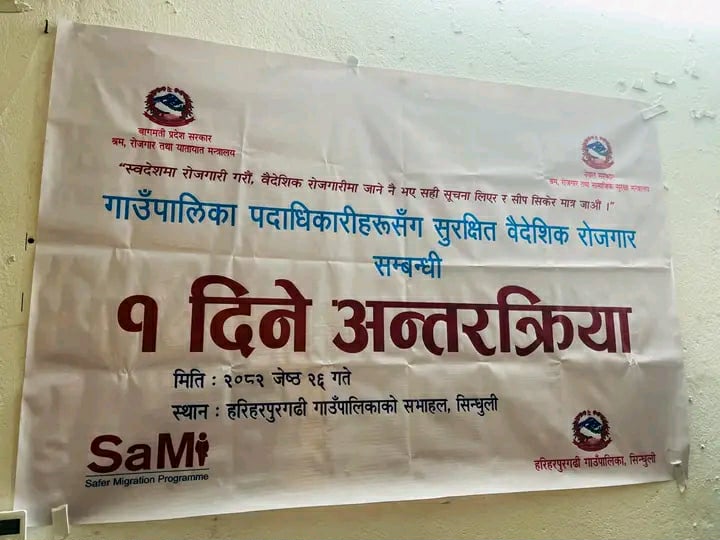 बागमती प्रदेश सरकार
श्रम, रोजगार तथा यातायात मन्त्रालय
नेपाल सरकार
श्रम, रोजगार तथा सामाजिक सुरक्षा मन्त्रालय
"स्वदेशमा रोजगारी गरौं, वैदेशिक रोजगारीमा जाने नै भए सही सूचना लिएर र सीप सिकेर मात्र जाऔं ।"
गाउँपालिका पदाधिकारीहरूसँग सुरक्षित वैदेशिक रोजगार
सम्बन्धी
१ दिने अन्तरक्रिया
मिति : २०८२ जेष्ठ २६ गते
स्थान : हरिहरपुरगढी गाउँपालिकाको सभाहल, सिन्धुली
SaMi
Safer Migration Programme
हरिहरपुरगढी गाउँपालिका, सिन्धुली